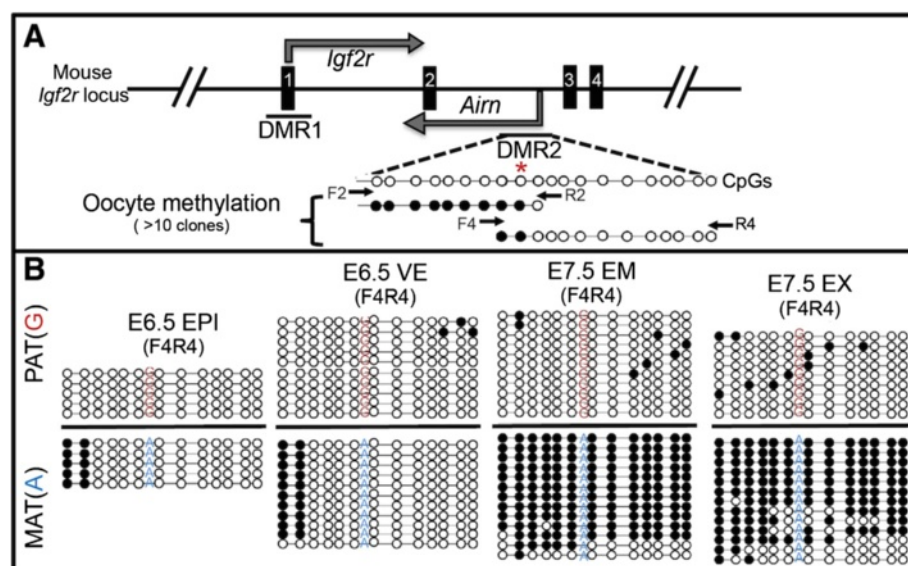 A
Mouse
Igf2r locus
Igf2r
1
2
3
4
Airn
DMR1
DMR2
*
CpGs
F2
R2
Oocyte methylation
( >10 clones)
F4
R4
B
E6.5 EPI
(F4R4)
E6.5 VE
(F4R4)
E7.5 EM
(F4R4)
E7.5 EX
(F4R4)
PAT(G)
MAT(A)